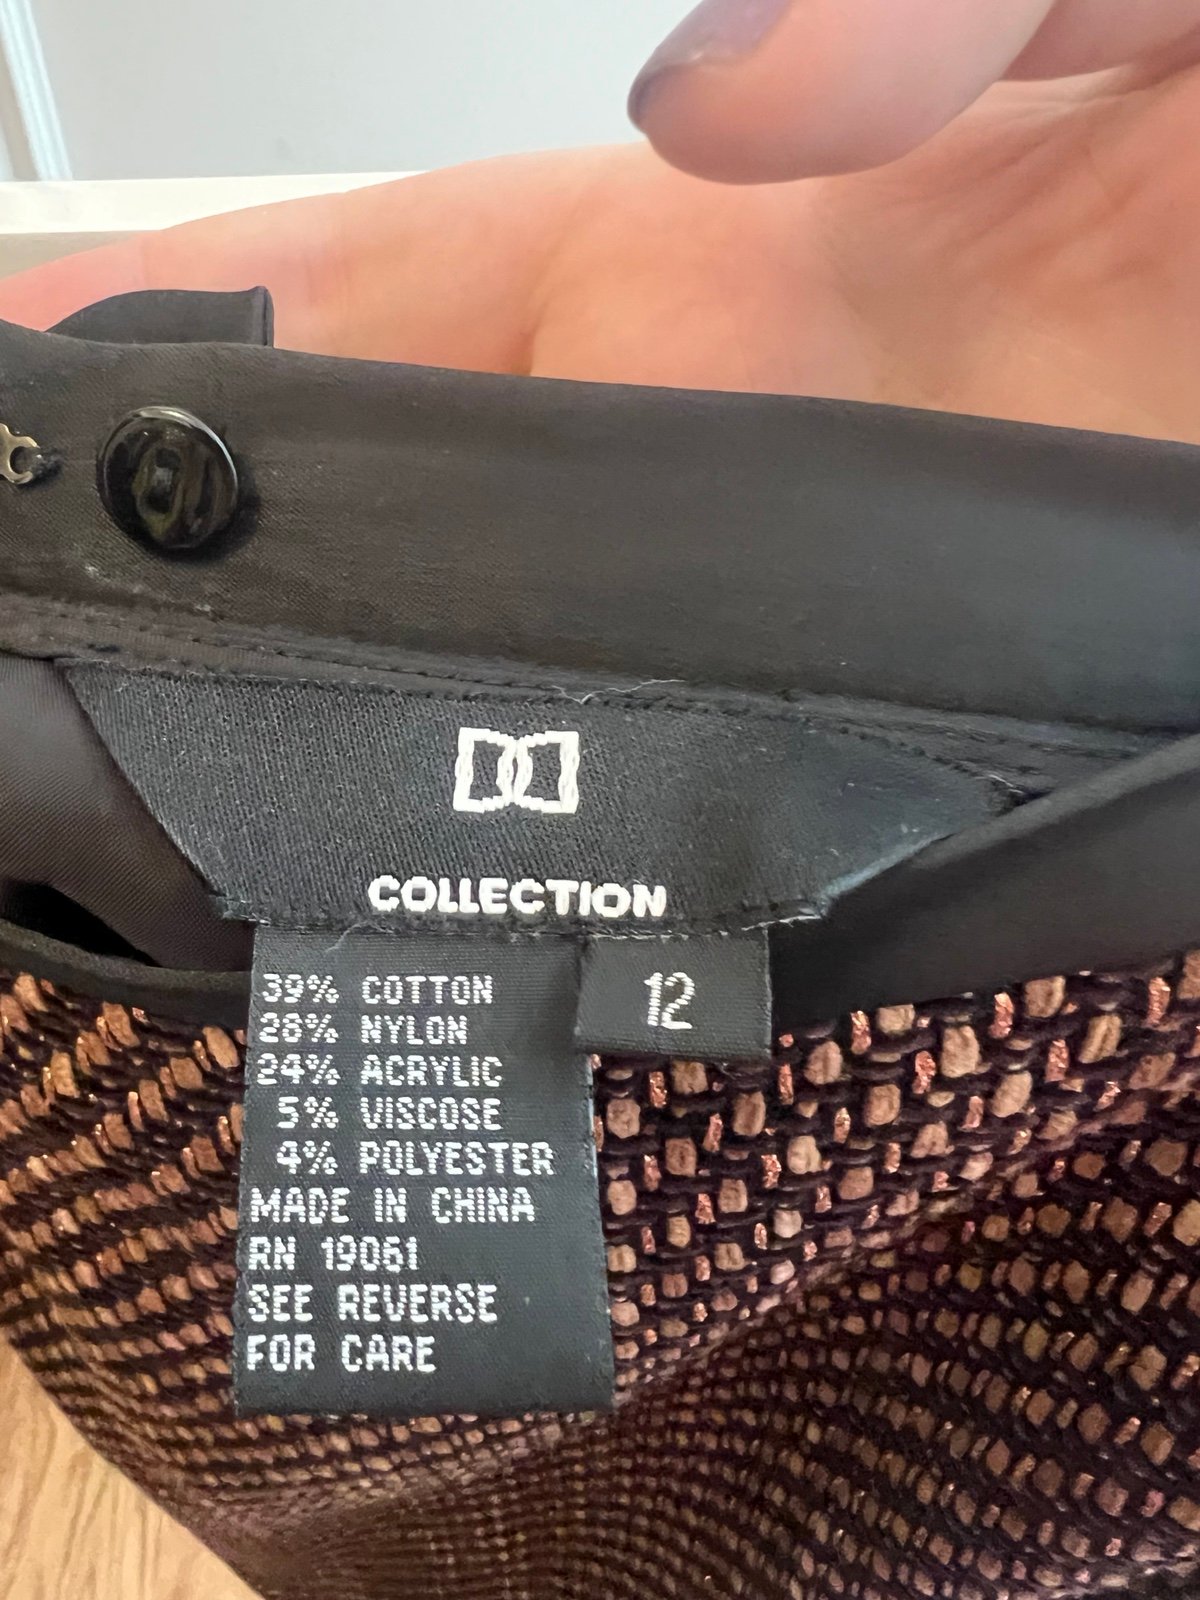 COLLECTION
12
39% COTTON
28% NYLON
24% ACRYLIC
5% VISCOSE
4% POLYESTER
MADE IN CHINA
RN 19061
SEE REVERSE
FOR CARE